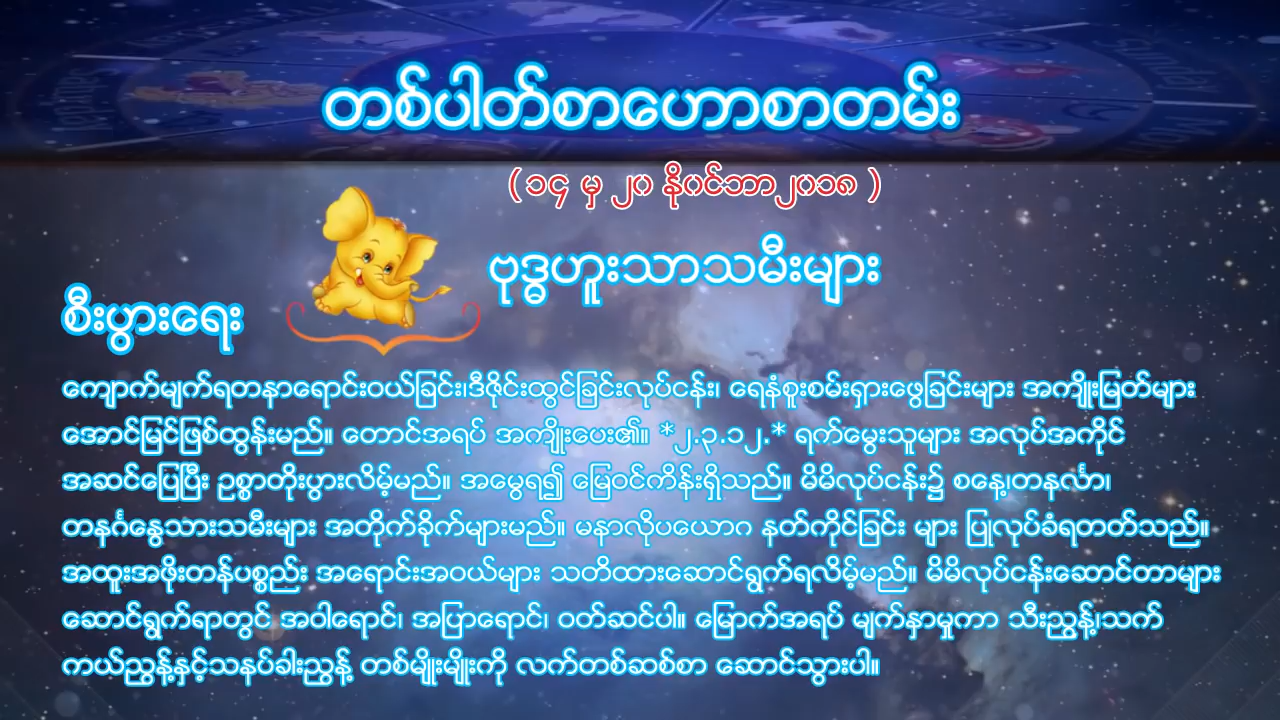 တစ်ပါတ်စာဟောစာတမ်း
( ၁၄ မှ ၂၀ နိုဝင်ဘာ၂၀၁၈ )
ဗုဒ္ဓဟူးသာသမီးများ
စီးပွားရေး
ကျောက်မျက်ရတနာရောင်းဝယ်ခြင်း၊ဒီဇိုင်းထွင်ခြင်းလုပ်ငန်း၊ ရေနံစူးစမ်းရှားဖွေခြင်းများ အကျိုးမြတ်များ
အောင်မြင်ဖြစ်ထွန်းမည်။ တောင်အရပ် အကျိုးပေး၏။ *၂.၃.၁၂.* ရက်မွေးသူများ အလုပ်အကိုင်
အဆင်ပြေပြီး ဥစ္စာတိုးပွားလိမ့်မည်။ အမွေရ၍ မြေဝင်ကိန်းရှိသည်။ မိမိလုပ်ငန်း၌ စနေ့၊တနင်္လာ၊
တနင်္ဂနွေသားသမီးများ အတိုက်ခိုက်များမည်။ မနာလိုပယောဂ နတ်ကိုင်ခြင်း များ ပြုလုပ်ခံရတတ်သည်။
အထူးအဖိုးတန်ပစ္စည်း အရောင်းအဝယ်များ သတိထားဆောင်ရွက်ရလိမ့်မည်။ မိမိလုပ်ငန်းဆောင်တာများ
ဆောင်ရွက်ရာတွင် အဝါရောင်၊ အပြာရောင်၊ ဝတ်ဆင်ပါ။ မြောက်အရပ် မျက်နှာမှုကာ သီးညွန့်၊သက်
ကယ်ညွန့်နှင့်သနပ်ခါးညွန့် တစ်မျိုးမျိုးကို လက်တစ်ဆစ်စာ ဆောင်သွားပါ။